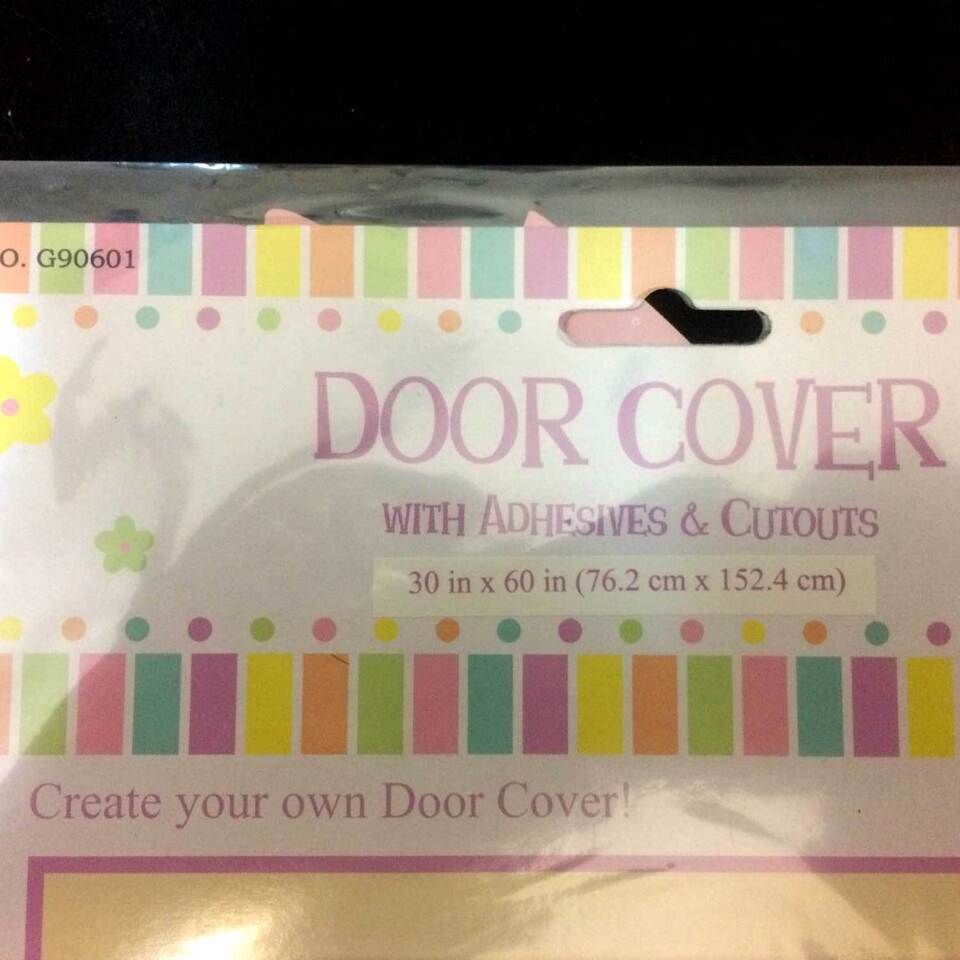 O. G90601
DOOR COVER
WITH ADHESIVES & CUTOUTS
30 in x 60 in (76.2 cm x 152.4 cm)
Create your own Door Cover!